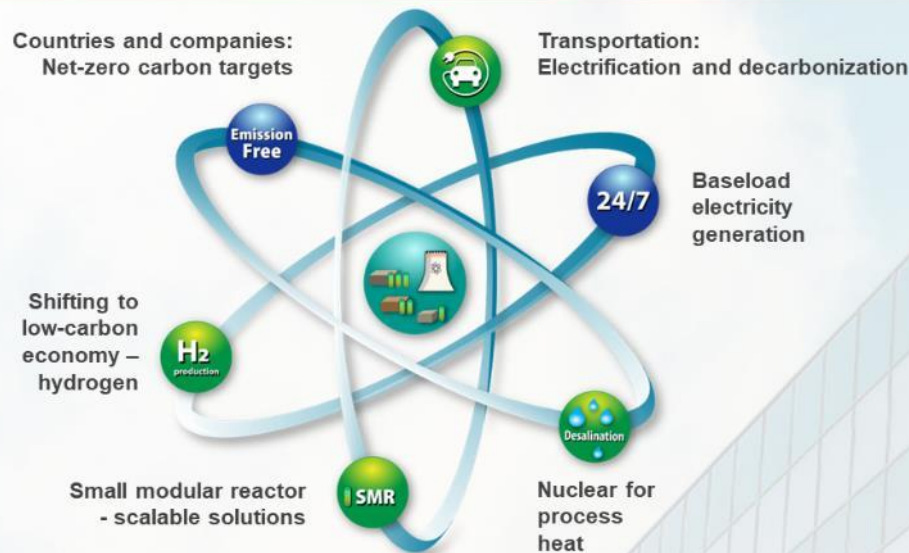 Countries and companies:
Net-zero carbon targets
Transportation:
Electrification and decarbonization
Emission
Free
24/7
Baseload
electricity
generation
Shifting to
low-carbon
economy –
hydrogen
H2
production
Desalination
SMR
Small modular reactor
- scalable solutions
Nuclear for
process
heat